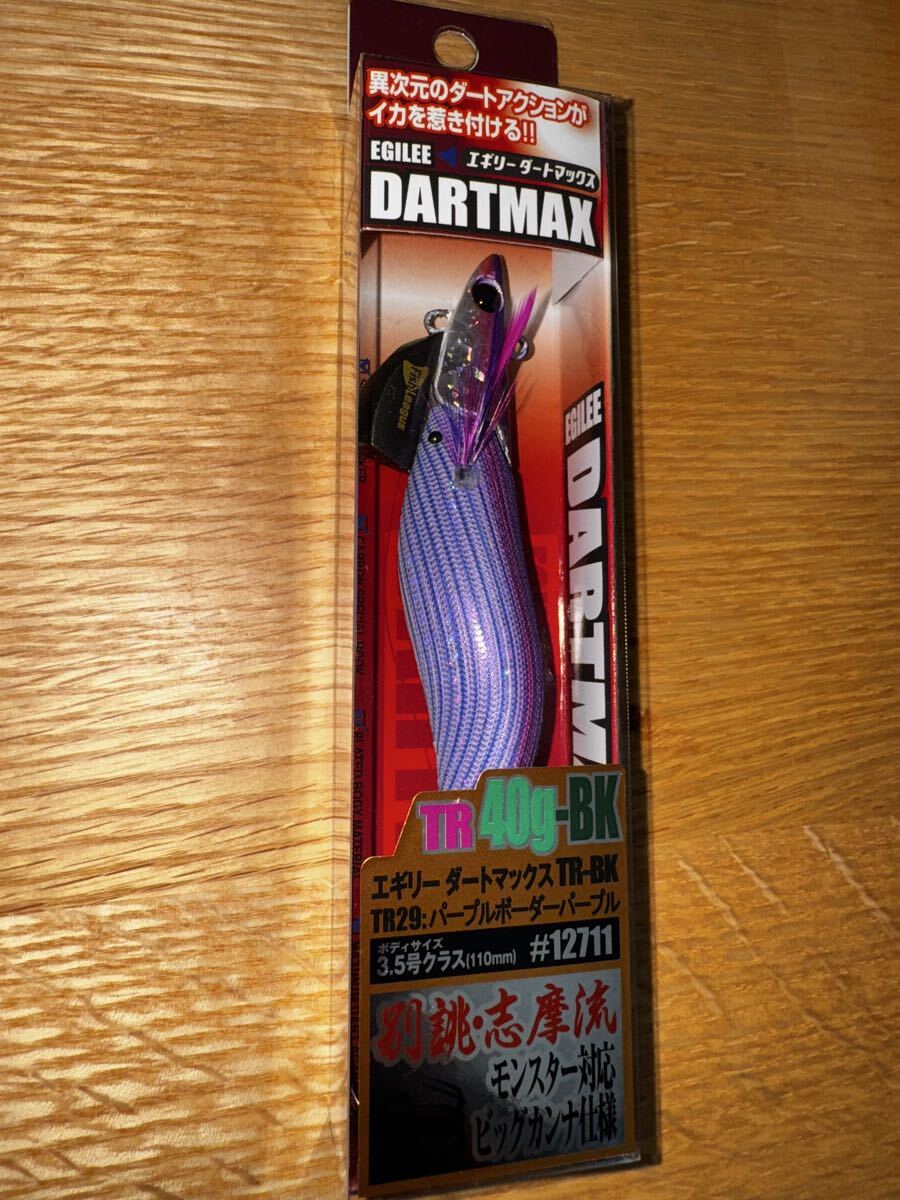 異次元のダートアクションが
イカを惹き付ける!!
EGILEE エギリーダートマックス
DARTMAX
FishLeague
EGILEE DARTMA
PLATED BODY MATERIAL
TR 40g-BK
エギリー ダートマックス TR-BK
TR29:パープルボーダーパープル
ボディサイズ
3.5号クラス(110mm) #12711
別誂・志摩流
モンスター対応
ビッグカンナ仕様